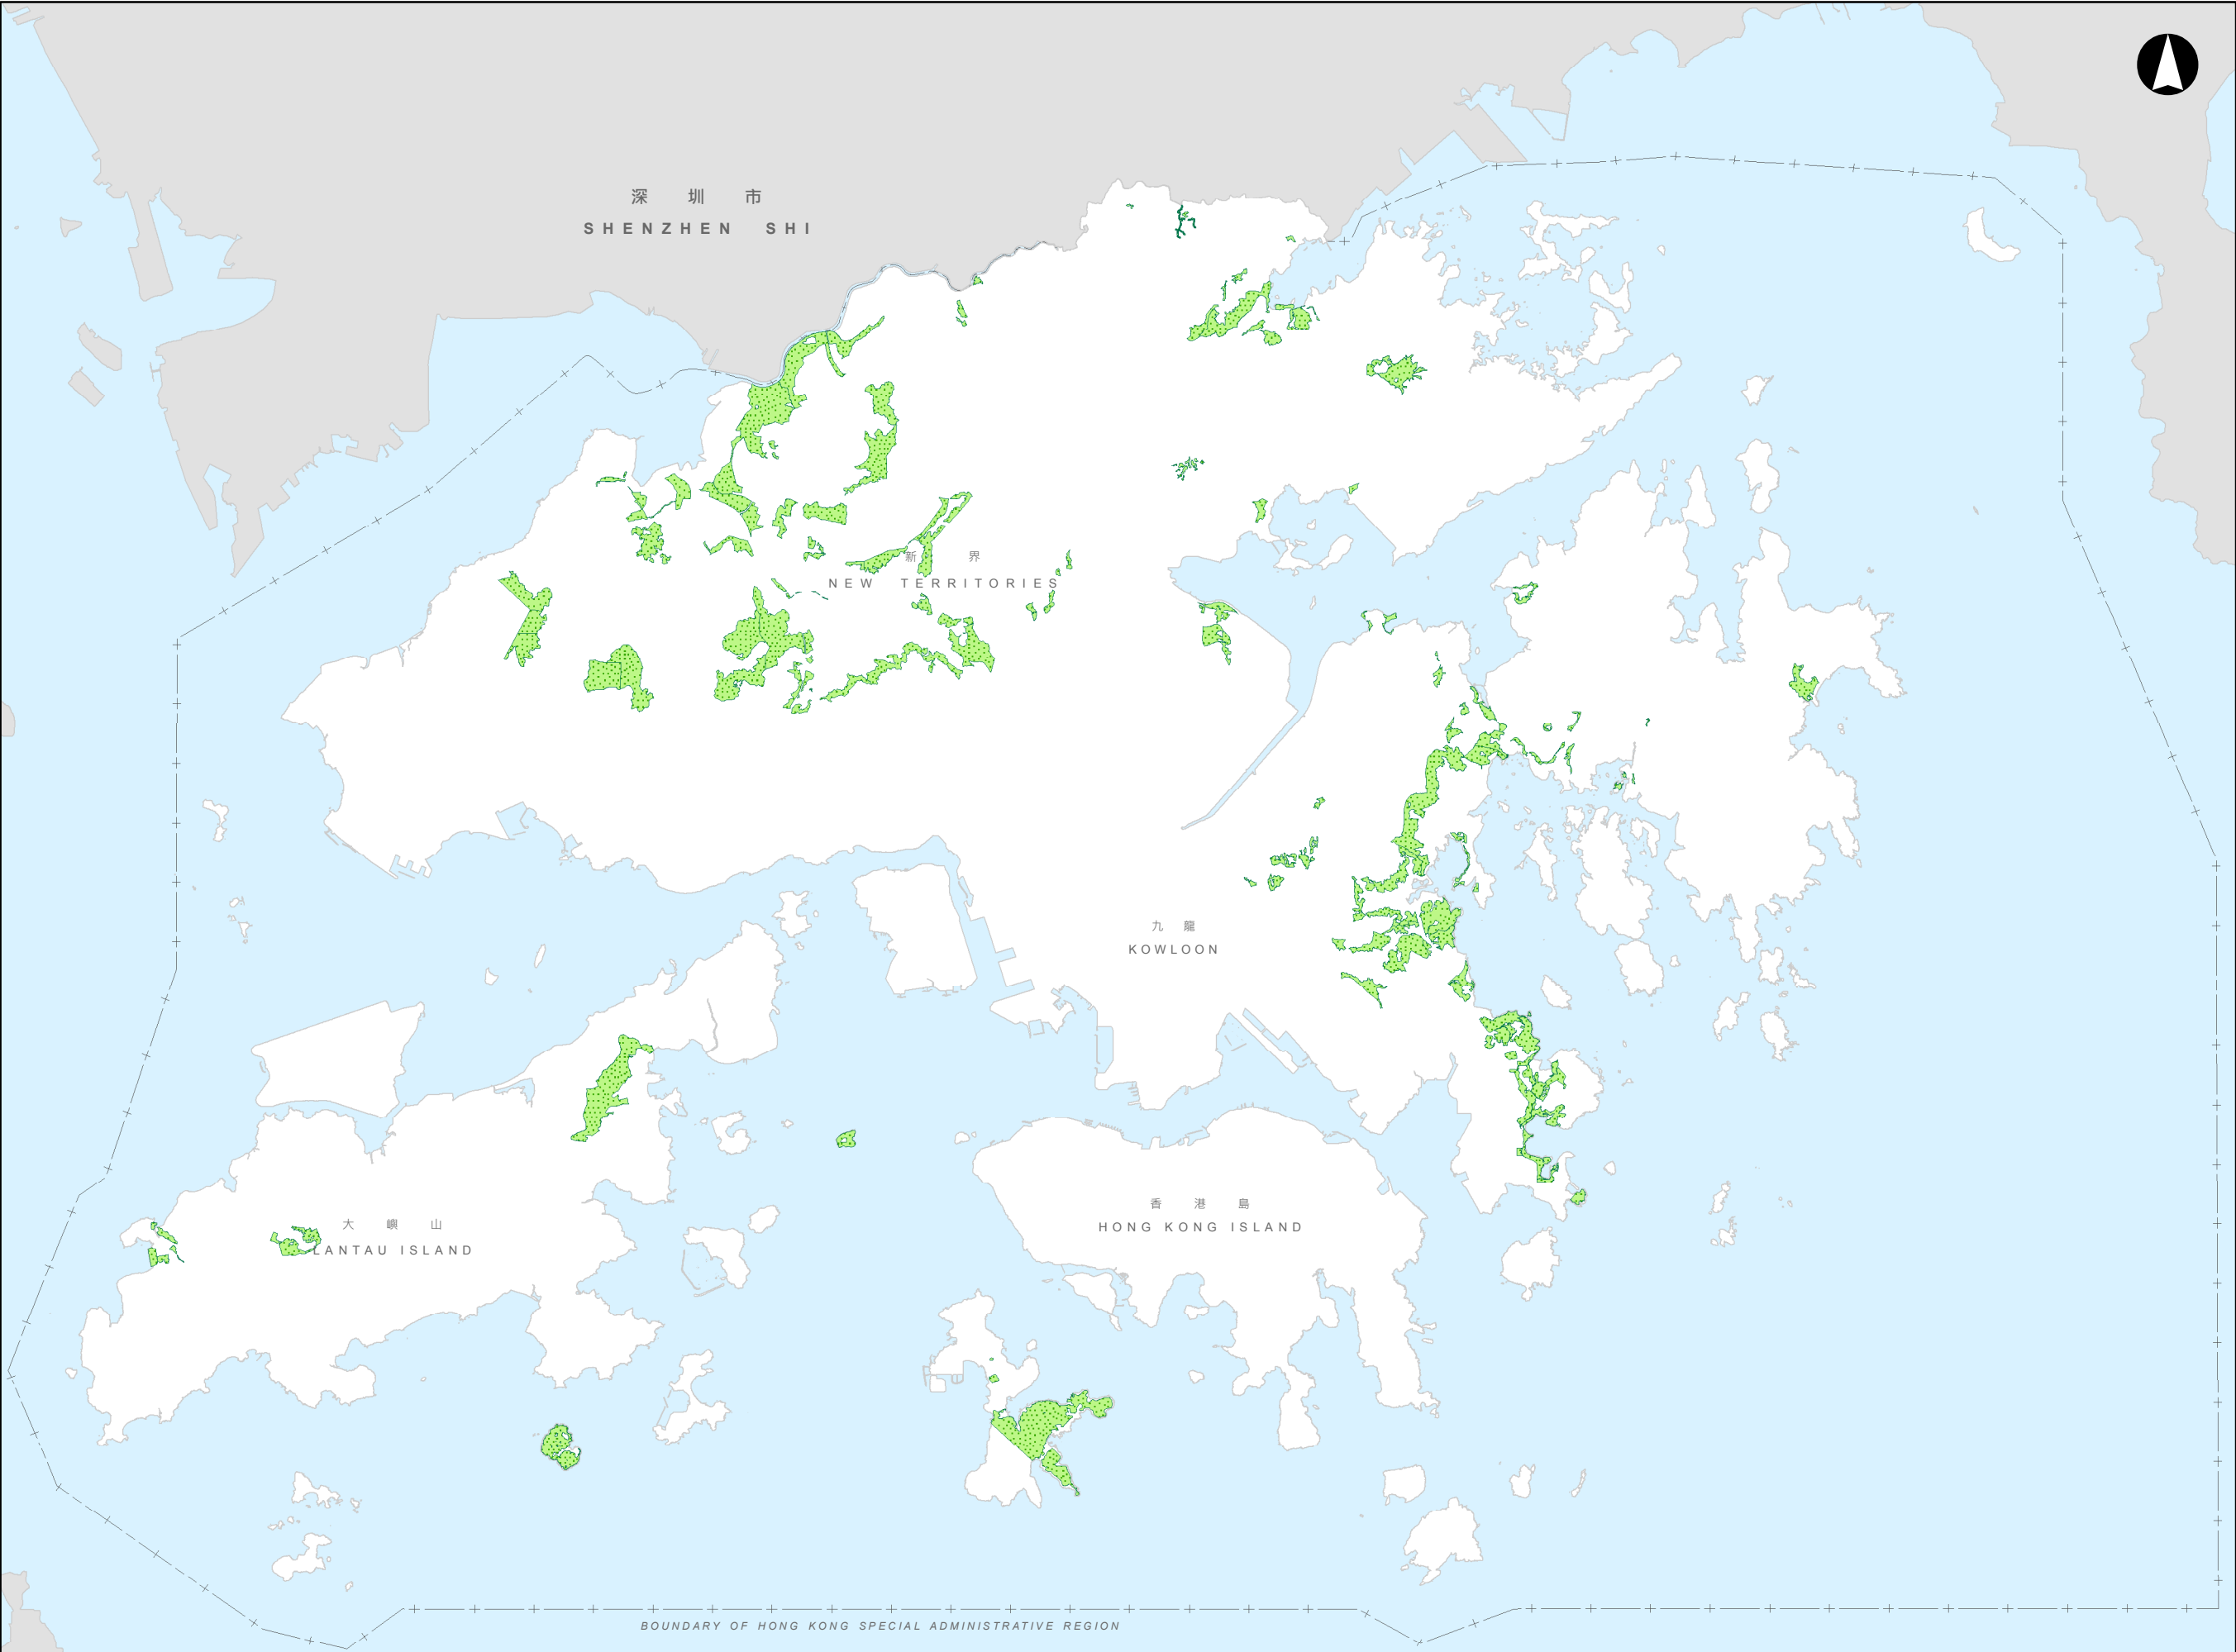 深 圳 市
SHENZHEN SHI
新 界
NEW TERRITORIES
九 龍
KOWLOON
香 港 島
HONG KONG ISLAND
大 嶼 山
LANTAU ISLAND
BOUNDARY OF HONG KONG SPECIAL ADMINISTRATIVE REGION